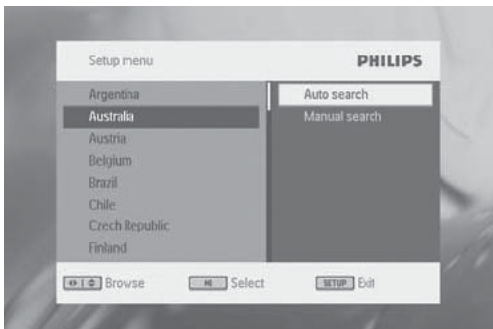 Setup menu PHILIPS
Argentina Auto search
Australia Manual search
Austria
Belgium
Brazil
Chile
Czech Republic
Finland
Browse Select SETUP Exit